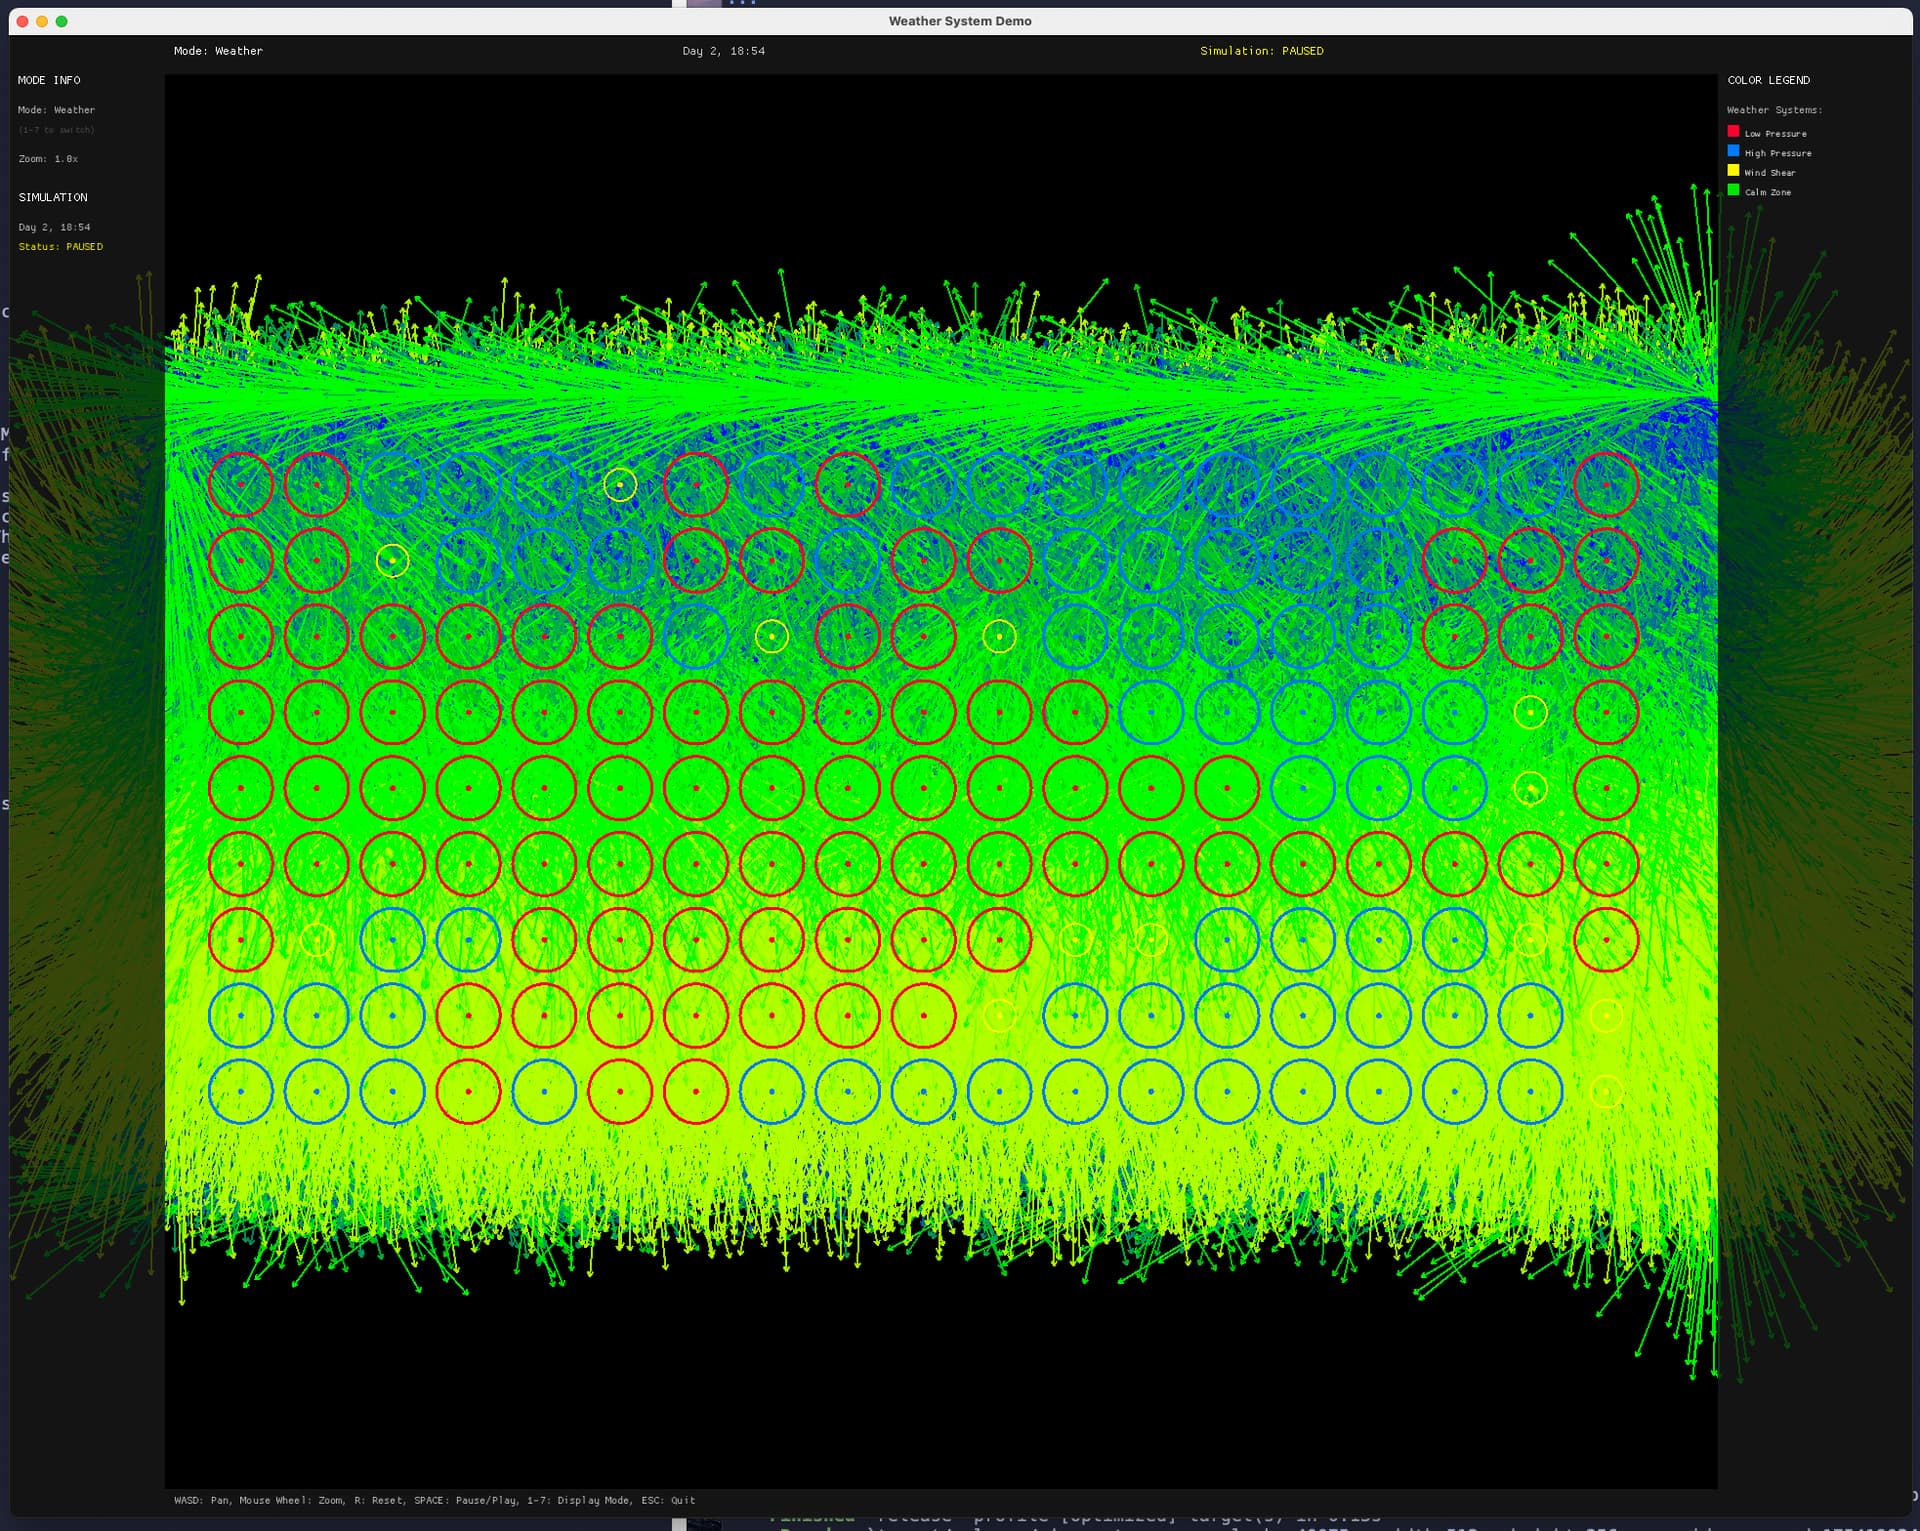 Weather System Demo
Mode: Weather
Day 2, 18:54
Simulation: PAUSED
MODE INFO
Mode: Weather
(1-7 to switch)
Zoom: 1.0x
SIMULATION
Day 2, 18:54
Status: PAUSED
COLOR LEGEND
Weather Systems:
Low Pressure
High Pressure
Wind Shear
Calm Zone
WASD: Pan, Mouse Wheel: Zoom, R: Reset, SPACE: Pause/Play, 1-7: Display Mode, ESC: Quit